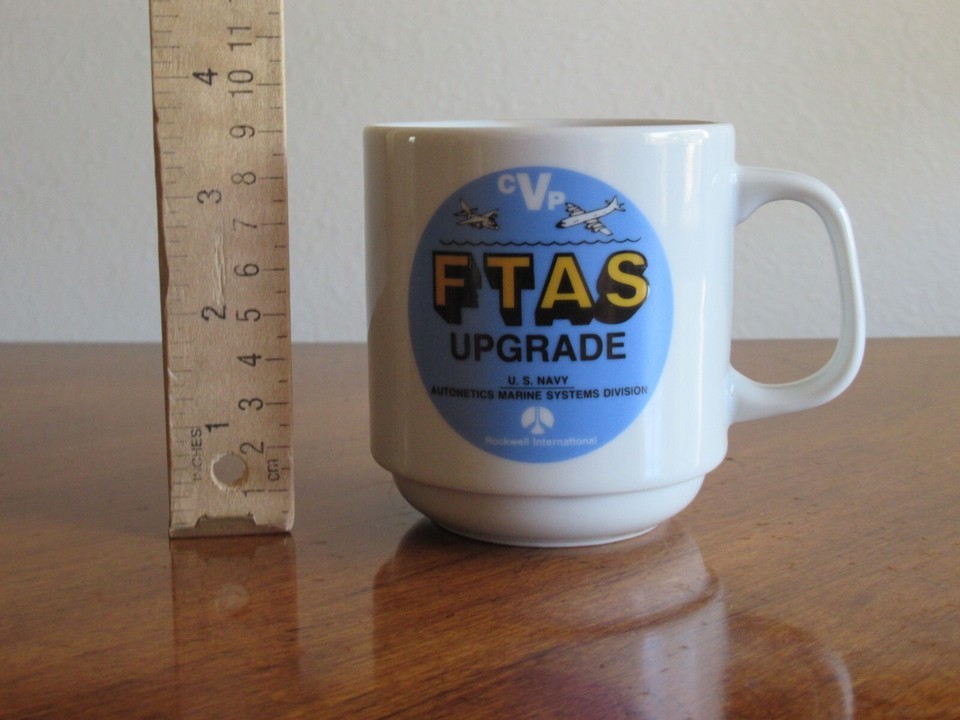 11
4
10
9
8
3
7
6
2
5
4
3
1
2
INCHES
cm
1
CVP
FTAS
UPGRADE
U. S. NAVY
AUTONETICS MARINE SYSTEMS DIVISION
Rockwell International